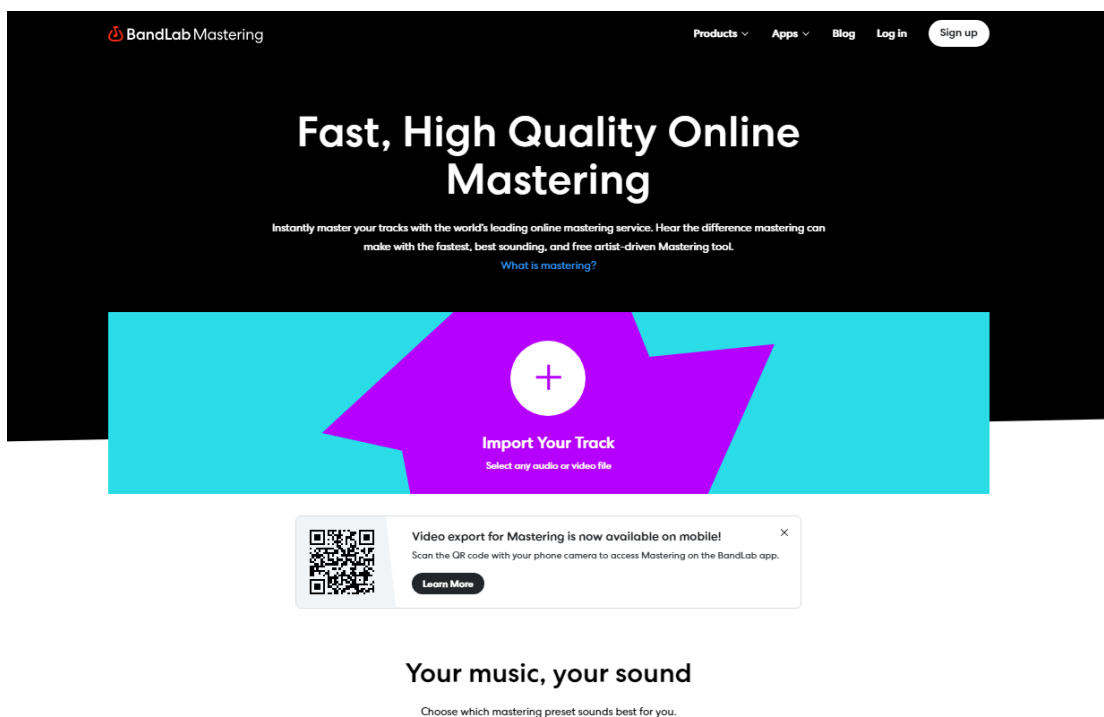 BandLab Mastering
Products
Apps
Blog
Log in
Sign up
Fast, High Quality Online
Mastering
Instantly master your tracks with the world's leading online mastering service. Hear the difference mastering can
make with the fastest, best sounding, and free artist-driven Mastering tool.
What is mastering?
Import Your Track
Select any audio or video file
Video export for Mastering is now available on mobile!
Scan the QR code with your phone camera to access Mastering on the BandLab app.
Learn More
Your music, your sound
Choose which mastering preset sounds best for you.